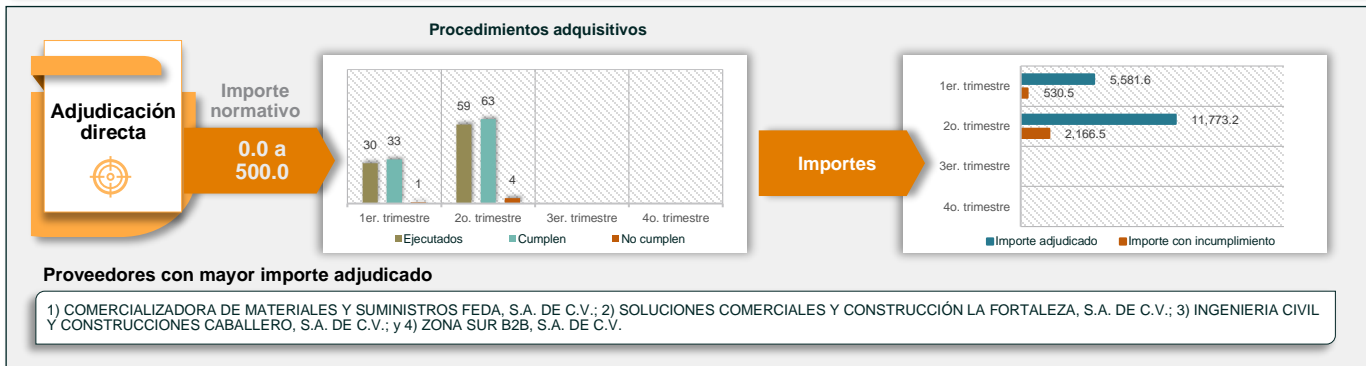 Procedimientos adquisitivos
Adjudicación
directa
Importe
normativo
0.0 a
500.0
30
33
1
59
63
4
1er. trimestre
2o. trimestre
3er. trimestre
4o. trimestre
Ejecutados
Cumplen
No cumplen
Importes
1er. trimestre
5,581.6
530.5
2o. trimestre
11,773.2
2,166.5
3er. trimestre
4o. trimestre
Importe adjudicado
Importe con incumplimiento
Proveedores con mayor importe adjudicado
1) COMERCIALIZADORA DE MATERIALES Y SUMINISTROS FEDA, S.A. DE C.V.; 2) SOLUCIONES COMERCIALES Y CONSTRUCCIÓN LA FORTALEZA, S.A. DE C.V.; 3) INGENIERIA CIVIL
Y CONSTRUCCIONES CABALLERO, S.A. DE C.V.; y 4) ZONA SUR B2B, S.A. DE C.V.